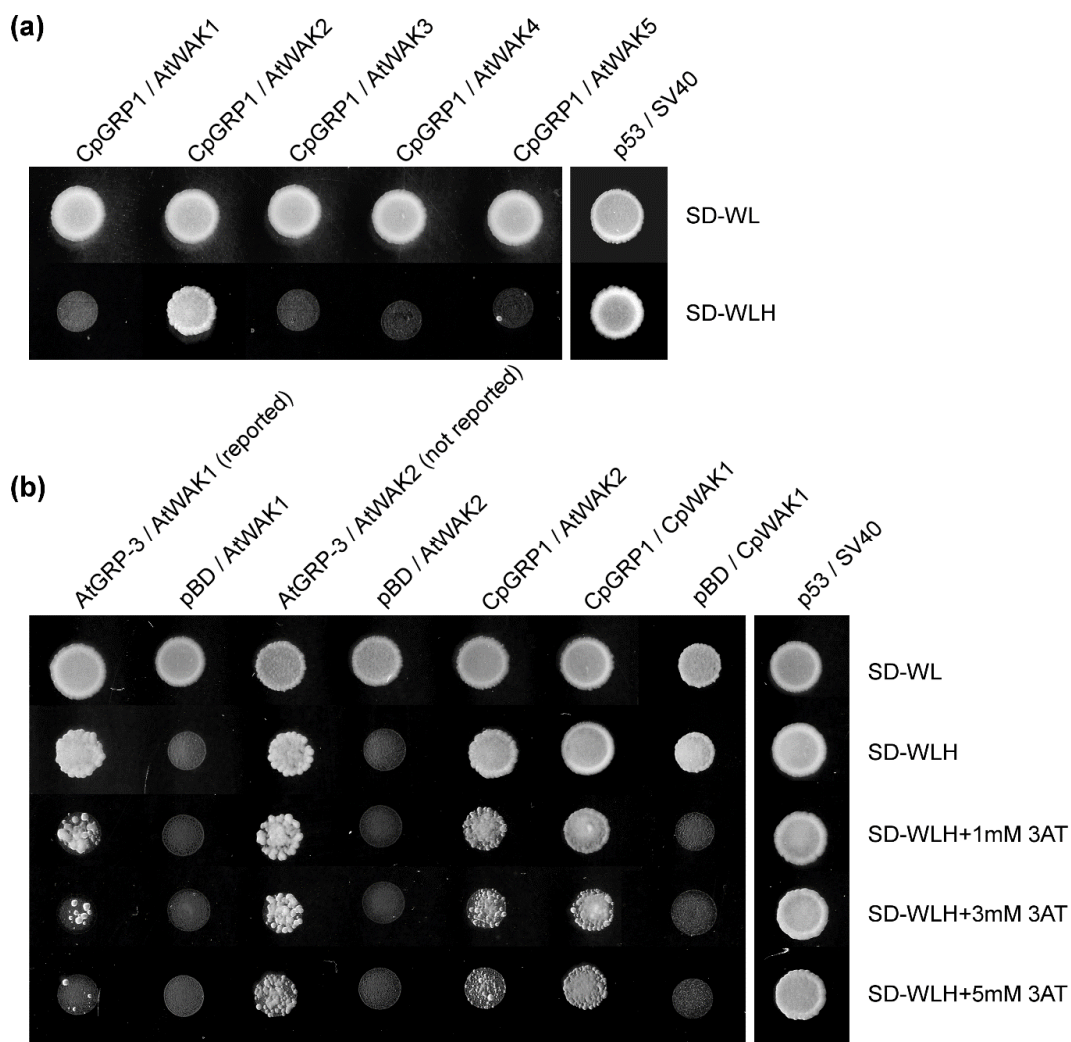 (a)
CpGRP1 / AtWAK1
CpGRP1 / AtWAK2
CpGRP1 / AtWAK3
CpGRP1 / AtWAK4
CpGRP1 / AtWAK5
p53 / SV40
SD-WL
SD-WLH
(b)
AtGRP-3 / AtWAK1 (reported)
pBD / AtWAK1
AtGRP-3 / AtWAK2 (not reported)
pBD / AtWAK2
CpGRP1 / AtWAK2
CpGRP1 / CpWAK1
pBD / CpWAK1
p53 / SV40
SD-WL
SD-WLH
SD-WLH+1mM 3AT
SD-WLH+3mM 3AT
SD-WLH+5mM 3AT